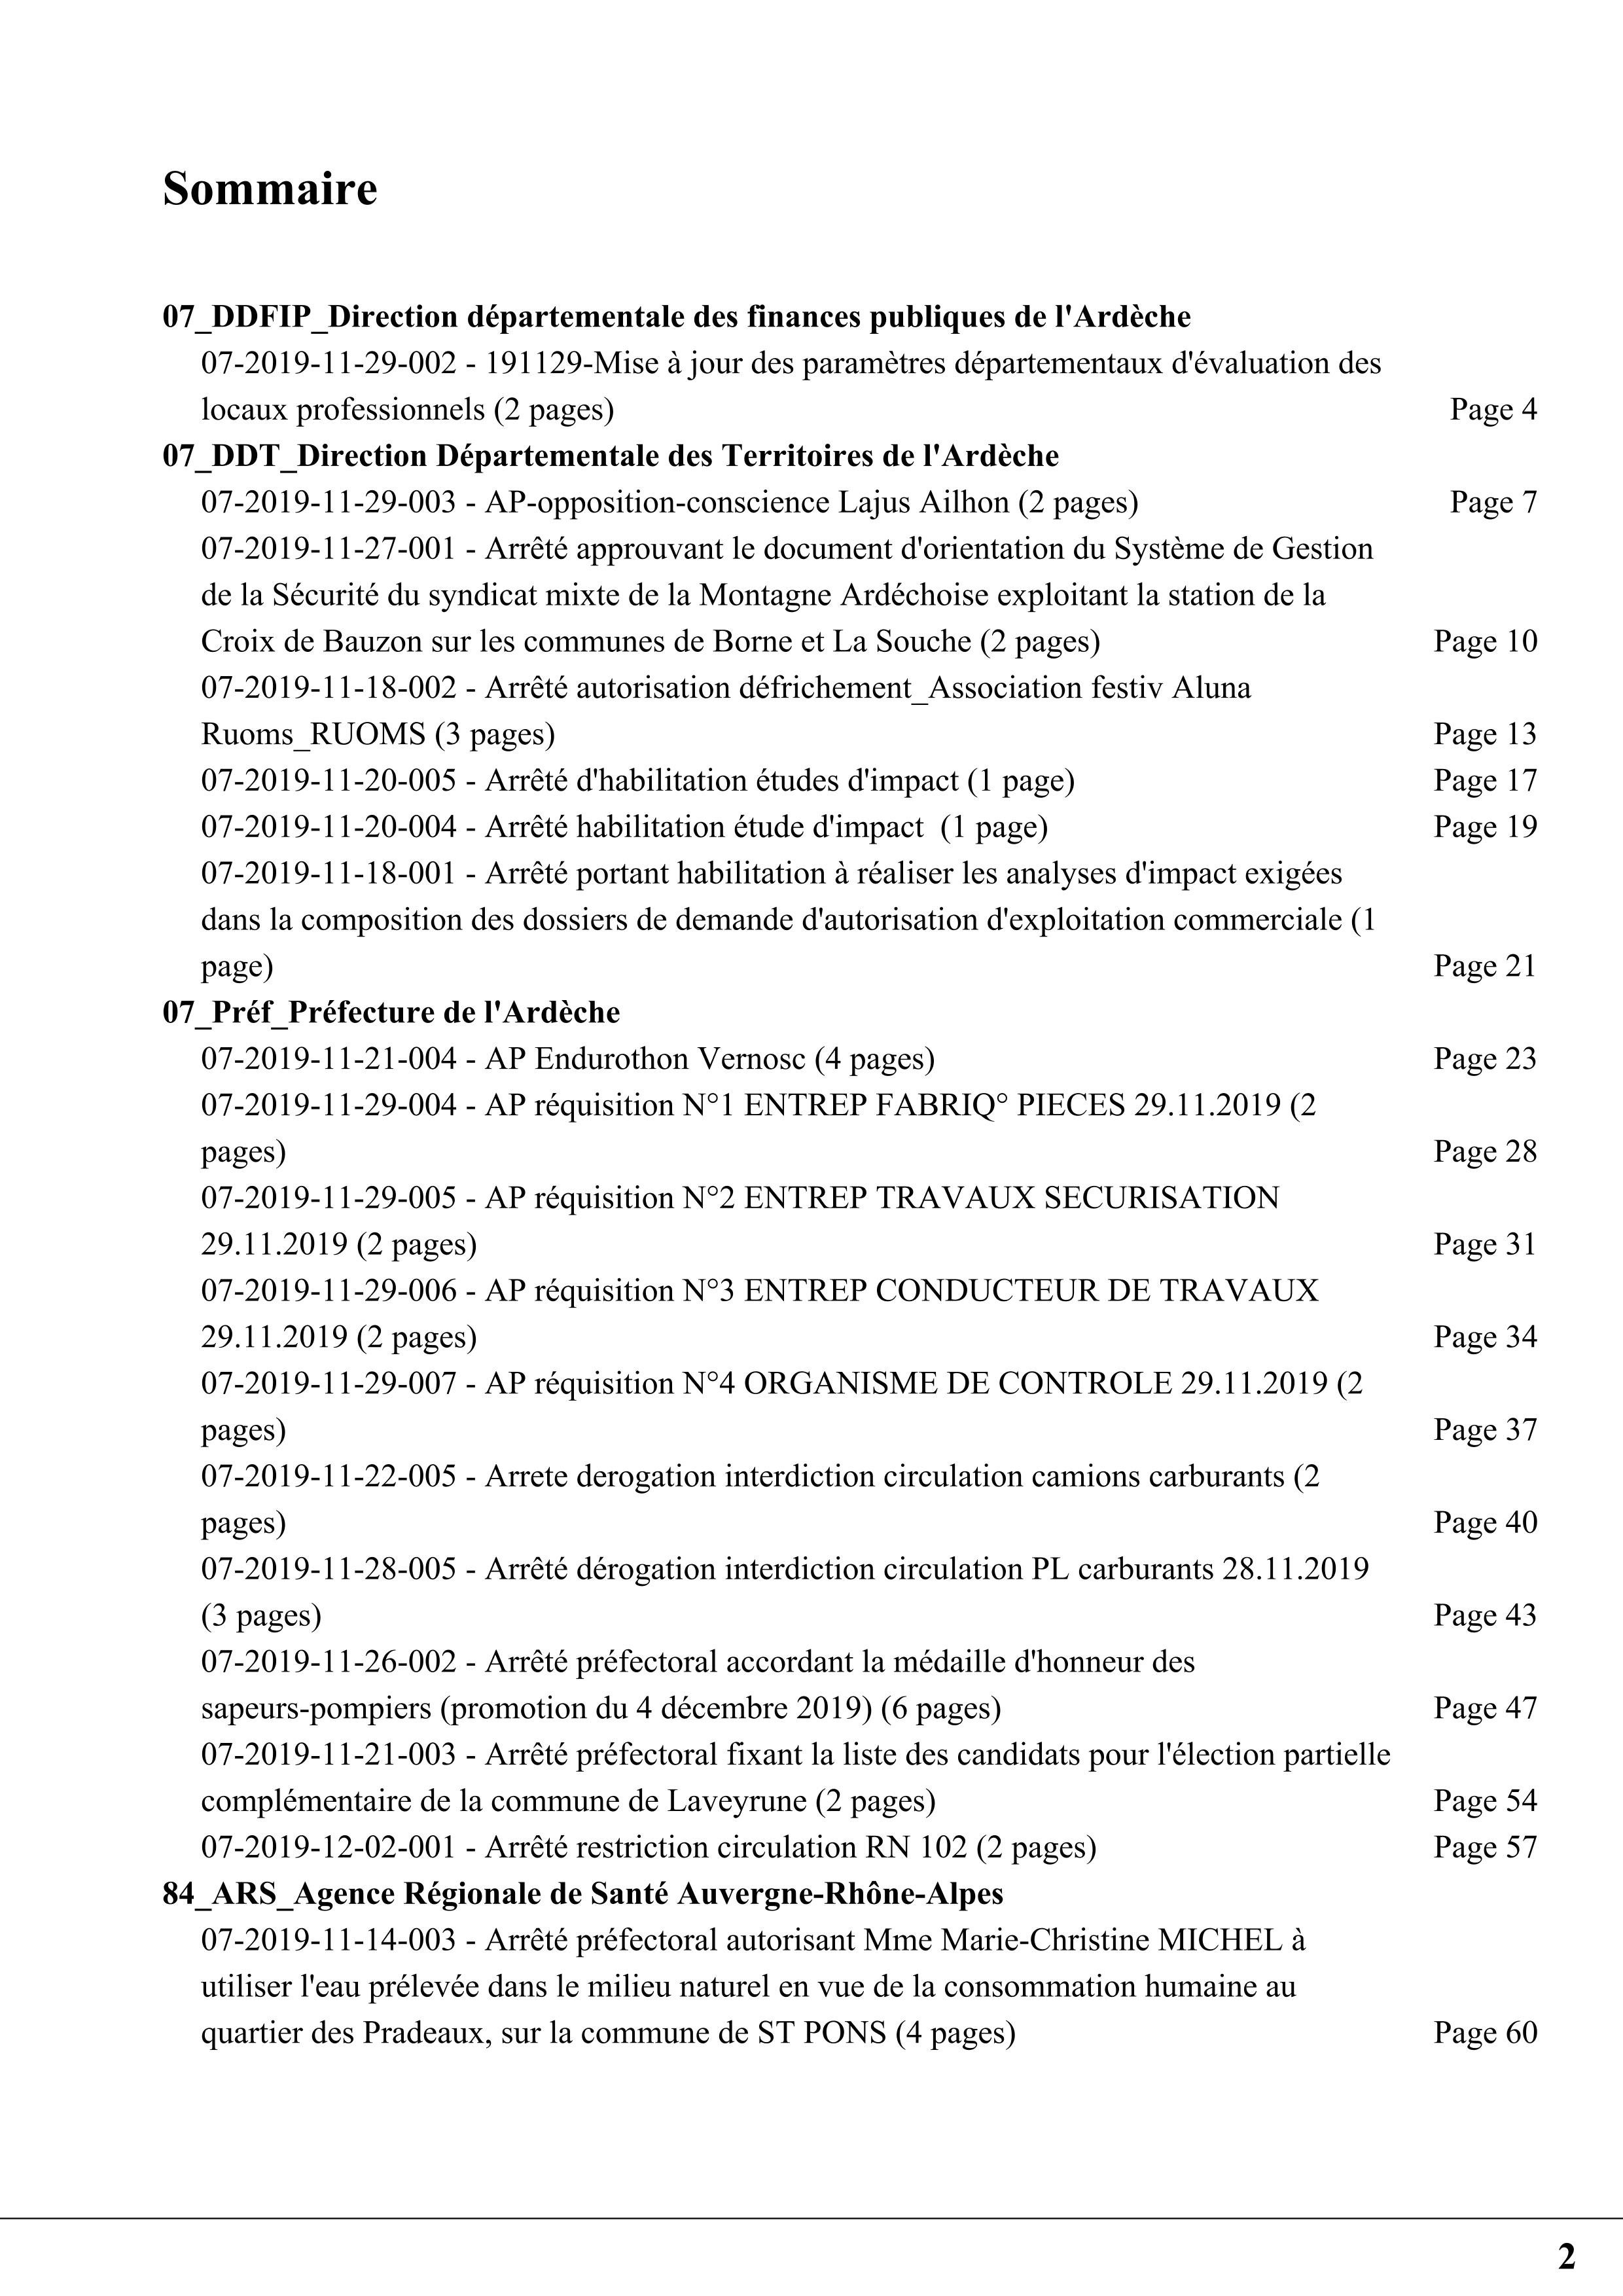 Sommaire
07_DDFIP_Direction départementale des finances publiques de l'Ardèche
07-2019-11-29-002 - 191129-Mise à jour des paramètres départementaux d'évaluation des
locaux professionnels (2 pages) Page 4
07_DDT_Direction Départementale des Territoires de l'Ardèche
07-2019-11-29-003 - AP-opposition-conscience Lajus Ailhon (2 pages) Page 7
07-2019-11-27-001 - Arrêté approuvant le document d'orientation du Système de Gestion
de la Sécurité du syndicat mixte de la Montagne Ardéchoise exploitant la station de la
Croix de Bauzon sur les communes de Borne et La Souche (2 pages) Page 10
07-2019-11-18-002 - Arrêté autorisation défrichement_Association festiv Aluna
Ruoms_RUOMS (3 pages) Page 13
07-2019-11-20-005 - Arrêté d'habilitation études d'impact (1 page) Page 17
07-2019-11-20-004 - Arrêté habilitation étude d'impact  (1 page) Page 19
07-2019-11-18-001 - Arrêté portant habilitation à réaliser les analyses d'impact exigées
dans la composition des dossiers de demande d'autorisation d'exploitation commerciale (1
page) Page 21
07_Préf_Préfecture de l'Ardèche
07-2019-11-21-004 - AP Endurothon Vernosc (4 pages) Page 23
07-2019-11-29-004 - AP réquisition N°1 ENTREP FABRIQ° PIECES 29.11.2019 (2
pages) Page 28
07-2019-11-29-005 - AP réquisition N°2 ENTREP TRAVAUX SECURISATION
29.11.2019 (2 pages) Page 31
07-2019-11-29-006 - AP réquisition N°3 ENTREP CONDUCTEUR DE TRAVAUX
29.11.2019 (2 pages) Page 34
07-2019-11-29-007 - AP réquisition N°4 ORGANISME DE CONTROLE 29.11.2019 (2
pages) Page 37
07-2019-11-22-005 - Arrete derogation interdiction circulation camions carburants (2
pages) Page 40
07-2019-11-28-005 - Arrêté dérogation interdiction circulation PL carburants 28.11.2019
(3 pages) Page 43
07-2019-11-26-002 - Arrêté préfectoral accordant la médaille d'honneur des
sapeurs-pompiers (promotion du 4 décembre 2019) (6 pages) Page 47
07-2019-11-21-003 - Arrêté préfectoral fixant la liste des candidats pour l'élection partielle
complémentaire de la commune de Laveyrune (2 pages) Page 54
07-2019-12-02-001 - Arrêté restriction circulation RN 102 (2 pages) Page 57
84_ARS_Agence Régionale de Santé Auvergne-Rhône-Alpes
07-2019-11-14-003 - Arrêté préfectoral autorisant Mme Marie-Christine MICHEL à
utiliser l'eau prélevée dans le milieu naturel en vue de la consommation humaine au
quartier des Pradeaux, sur la commune de ST PONS (4 pages) Page 60
2